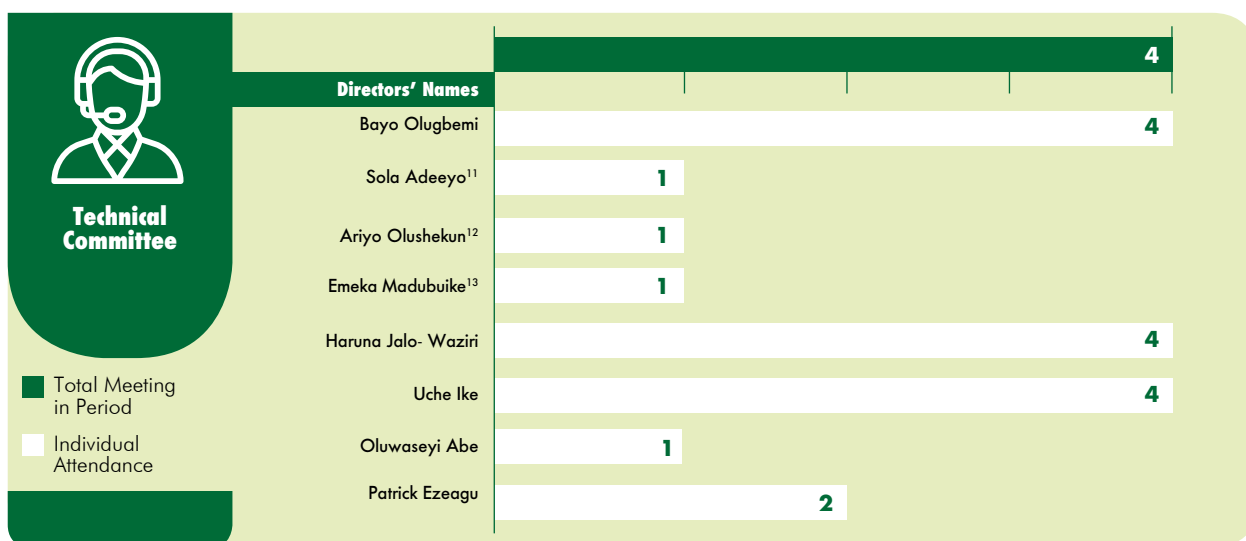 Technical
Committee
Total Meeting
in Period
Individual
Attendance
4
Directors' Names
Bayo Olugbemi 4
Sola Adeeyo¹¹ 1
Ariyo Olushekun¹² 1
Emeka Madubuike¹³ 1
Haruna Jalo- Waziri 4
Uche Ike 4
Oluwaseyi Abe 1
Patrick Ezeagu 2